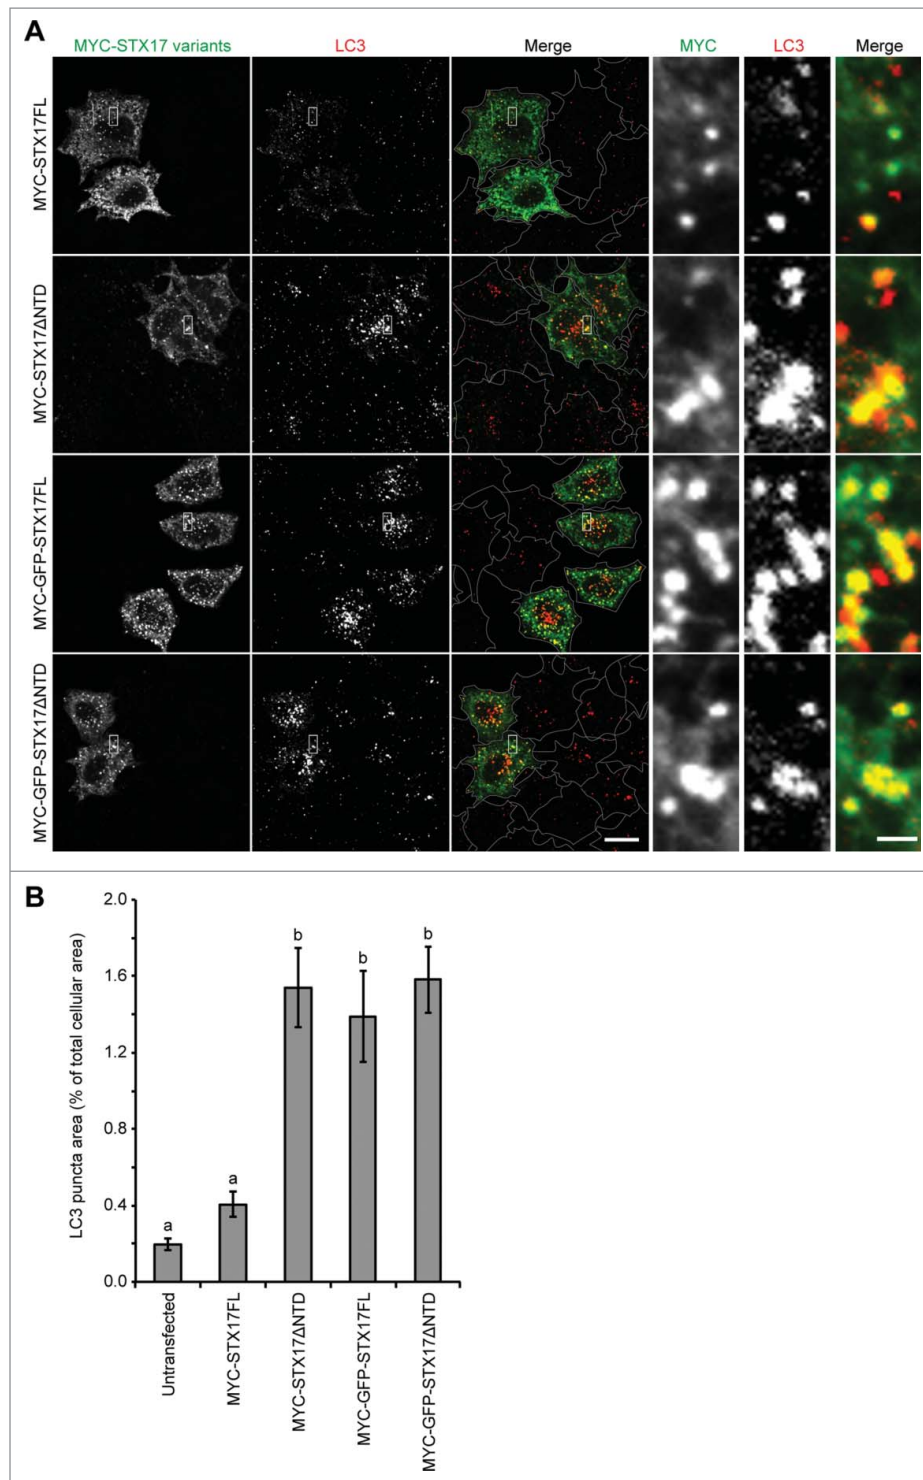 A
MYC-STX17 variants LC3 Merge MYC LC3 Merge
MYC-STX17FL
MYC-STX17ΔNTD
MYC-GFP-STX17FL
MYC-GFP-STX17ΔNTD
B
LC3 puncta area (% of total cellular area)
2.0
1.6
1.2
0.8
0.4
0.0
a
a
b
b
b
Untransfected
MYC-STX17FL
MYC-STX17ΔNTD
MYC-GFP-STX17FL
MYC-GFP-STX17ΔNTD